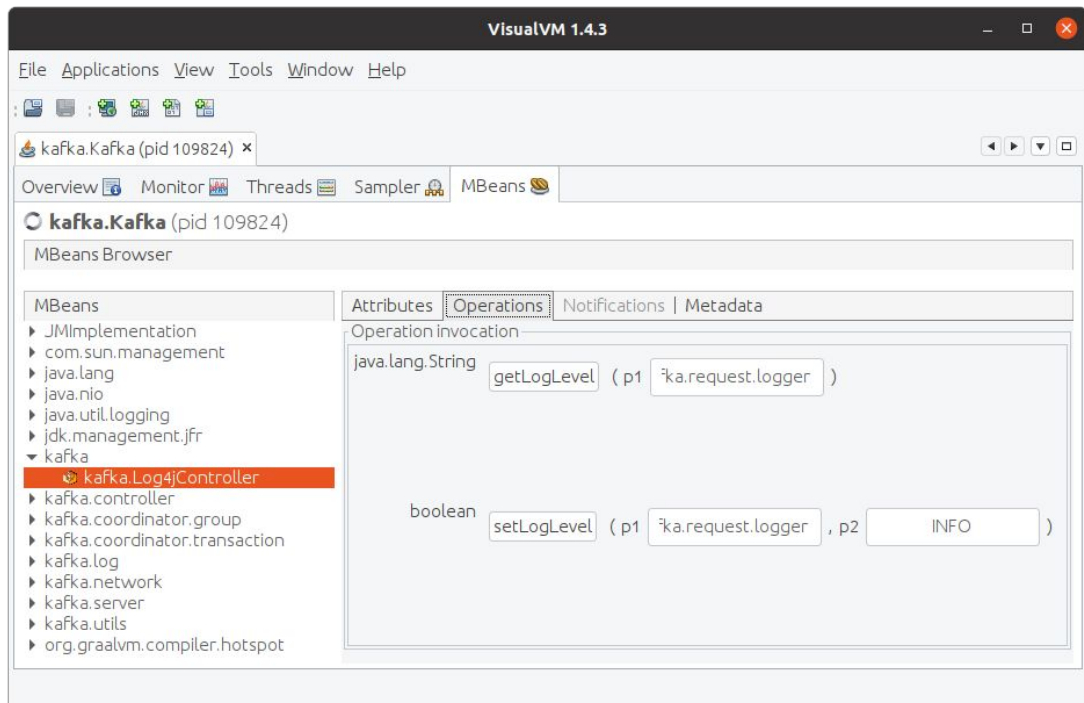 VisualVM 1.4.3
File Applications View Tools Window Help
kafka.Kafka (pid 109824)
Overview Monitor Threads Sampler MBeans
kafka.Kafka (pid 109824)
MBeans Browser
MBeans
JMImplementation
com.sun.management
java.lang
java.nio
java.util.logging
jdk.management.jfr
kafka
kafka.Log4jController
kafka.controller
kafka.coordinator.group
kafka.coordinator.transaction
kafka.log
kafka.network
kafka.server
kafka.utils
org.graalvm.compiler.hotspot
Attributes Operations Notifications | Metadata
Operation invocation
java.lang.String getLogLevel ( p1 ka.request.logger )
boolean setLogLevel ( p1 ka.request.logger , p2 INFO )